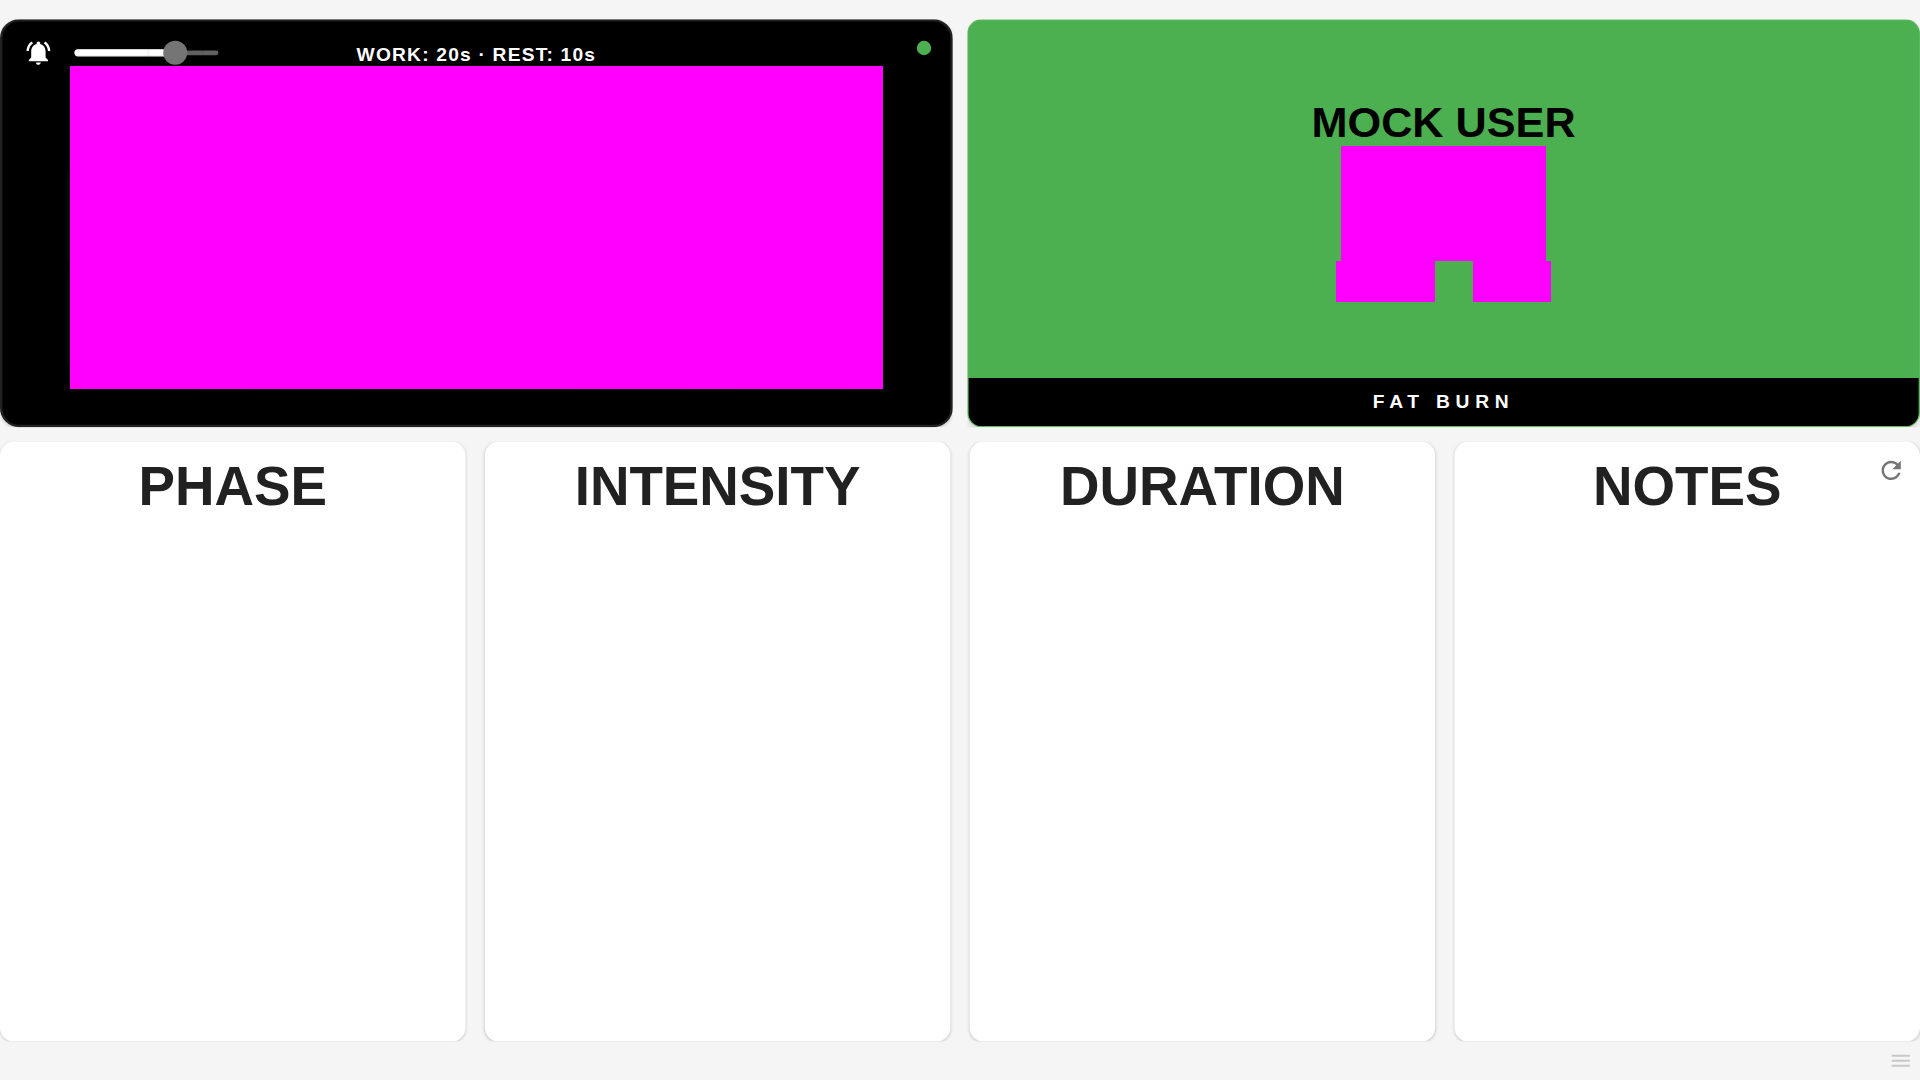 WORK: 20s · REST: 10s
MOCK USER
FAT BURN
PHASE
INTENSITY
DURATION
NOTES